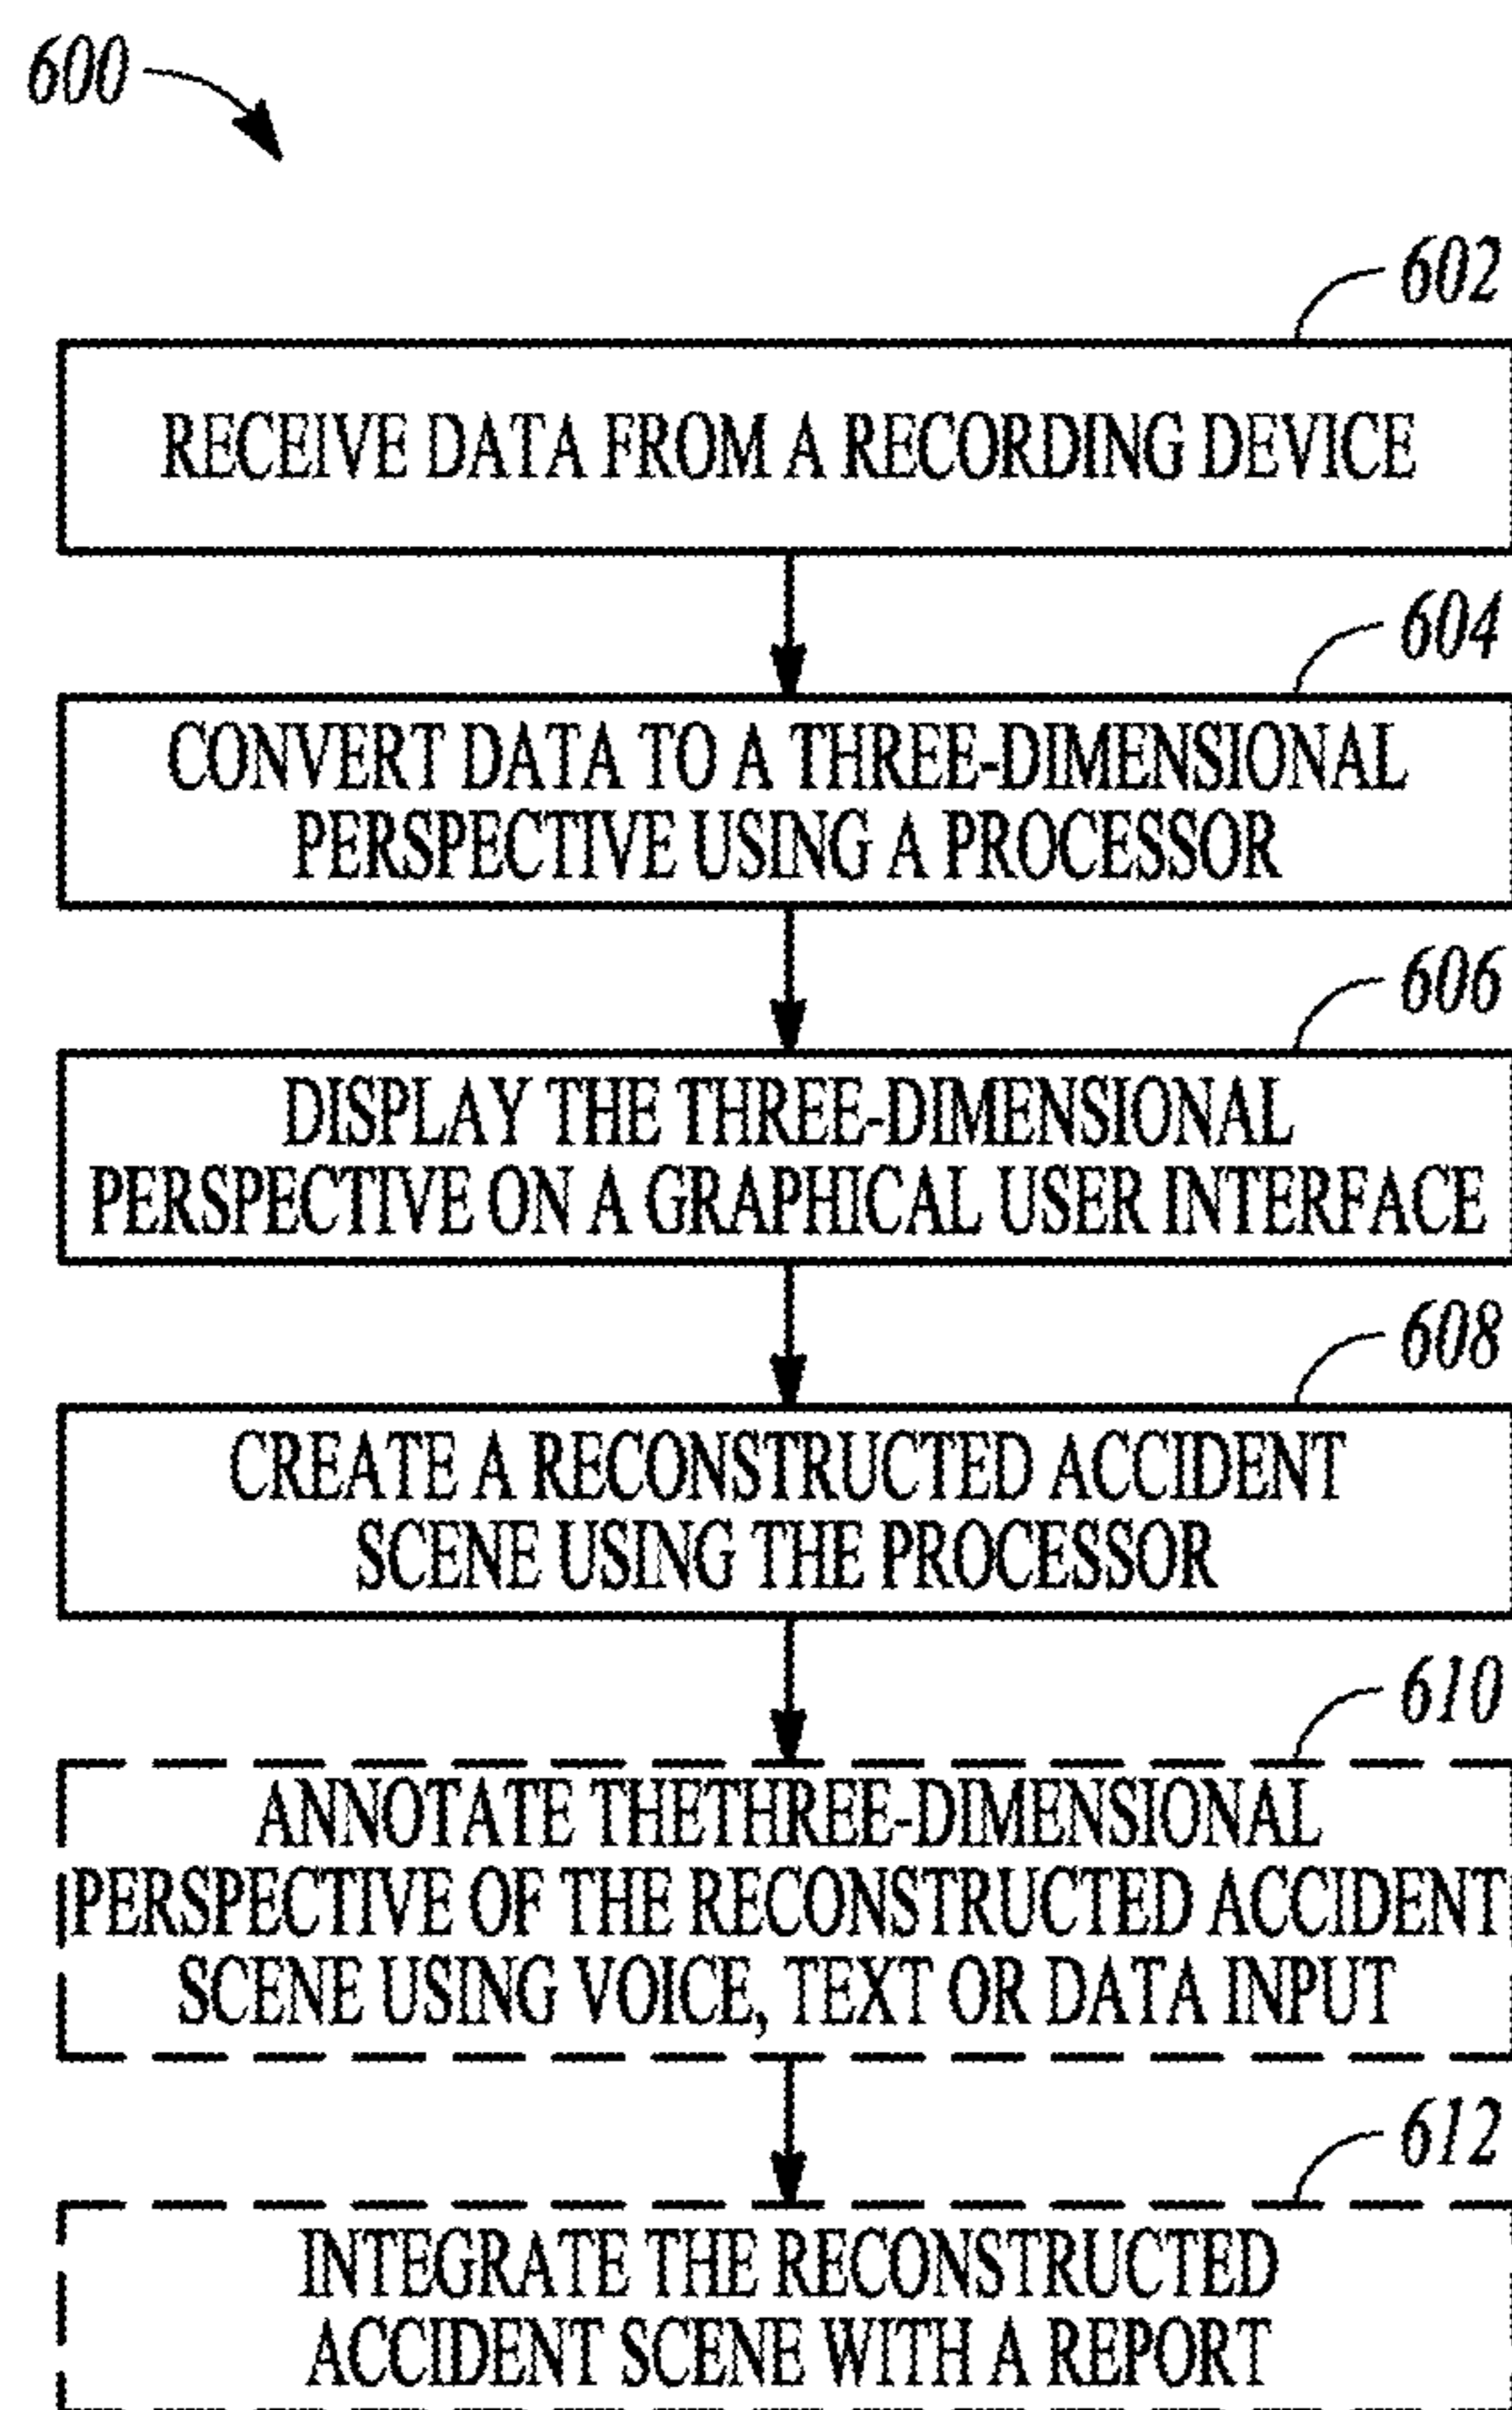 600
602
RECEIVE DATA FROM A RECORDING DEVICE
604
CONVERT DATA TO A THREE-DIMENSIONAL
PERSPECTIVE USING A PROCESSOR
606
DISPLAY THE THREE-DIMENSIONAL
PERSPECTIVE ON A GRAPHICAL USER INTERFACE
608
CREATE A RECONSTRUCTED ACCIDENT
SCENE USING THE PROCESSOR
610
ANNOTATE THETHREE-DIMENSIONAL
PERSPECTIVE OF THE RECONSTRUCTED ACCIDENT
SCENE USING VOICE, TEXT OR DATA INPUT
612
INTEGRATE THE RECONSTRUCTED
ACCIDENT SCENE WITH A REPORT